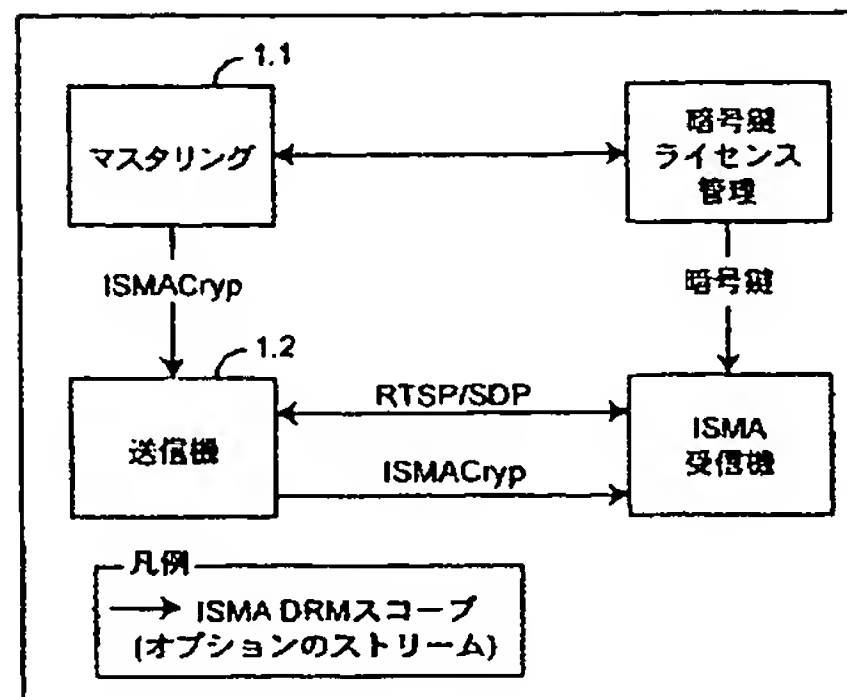 1.1
マスタリング
暗号鍵
ライセンス
管理
ISMACryp
暗号鍵
1.2
送信機
RTSP/SDP
ISMACryp
ISMA
受信機
凡例
ISMA DRMスコープ
(オプションのストリーム)